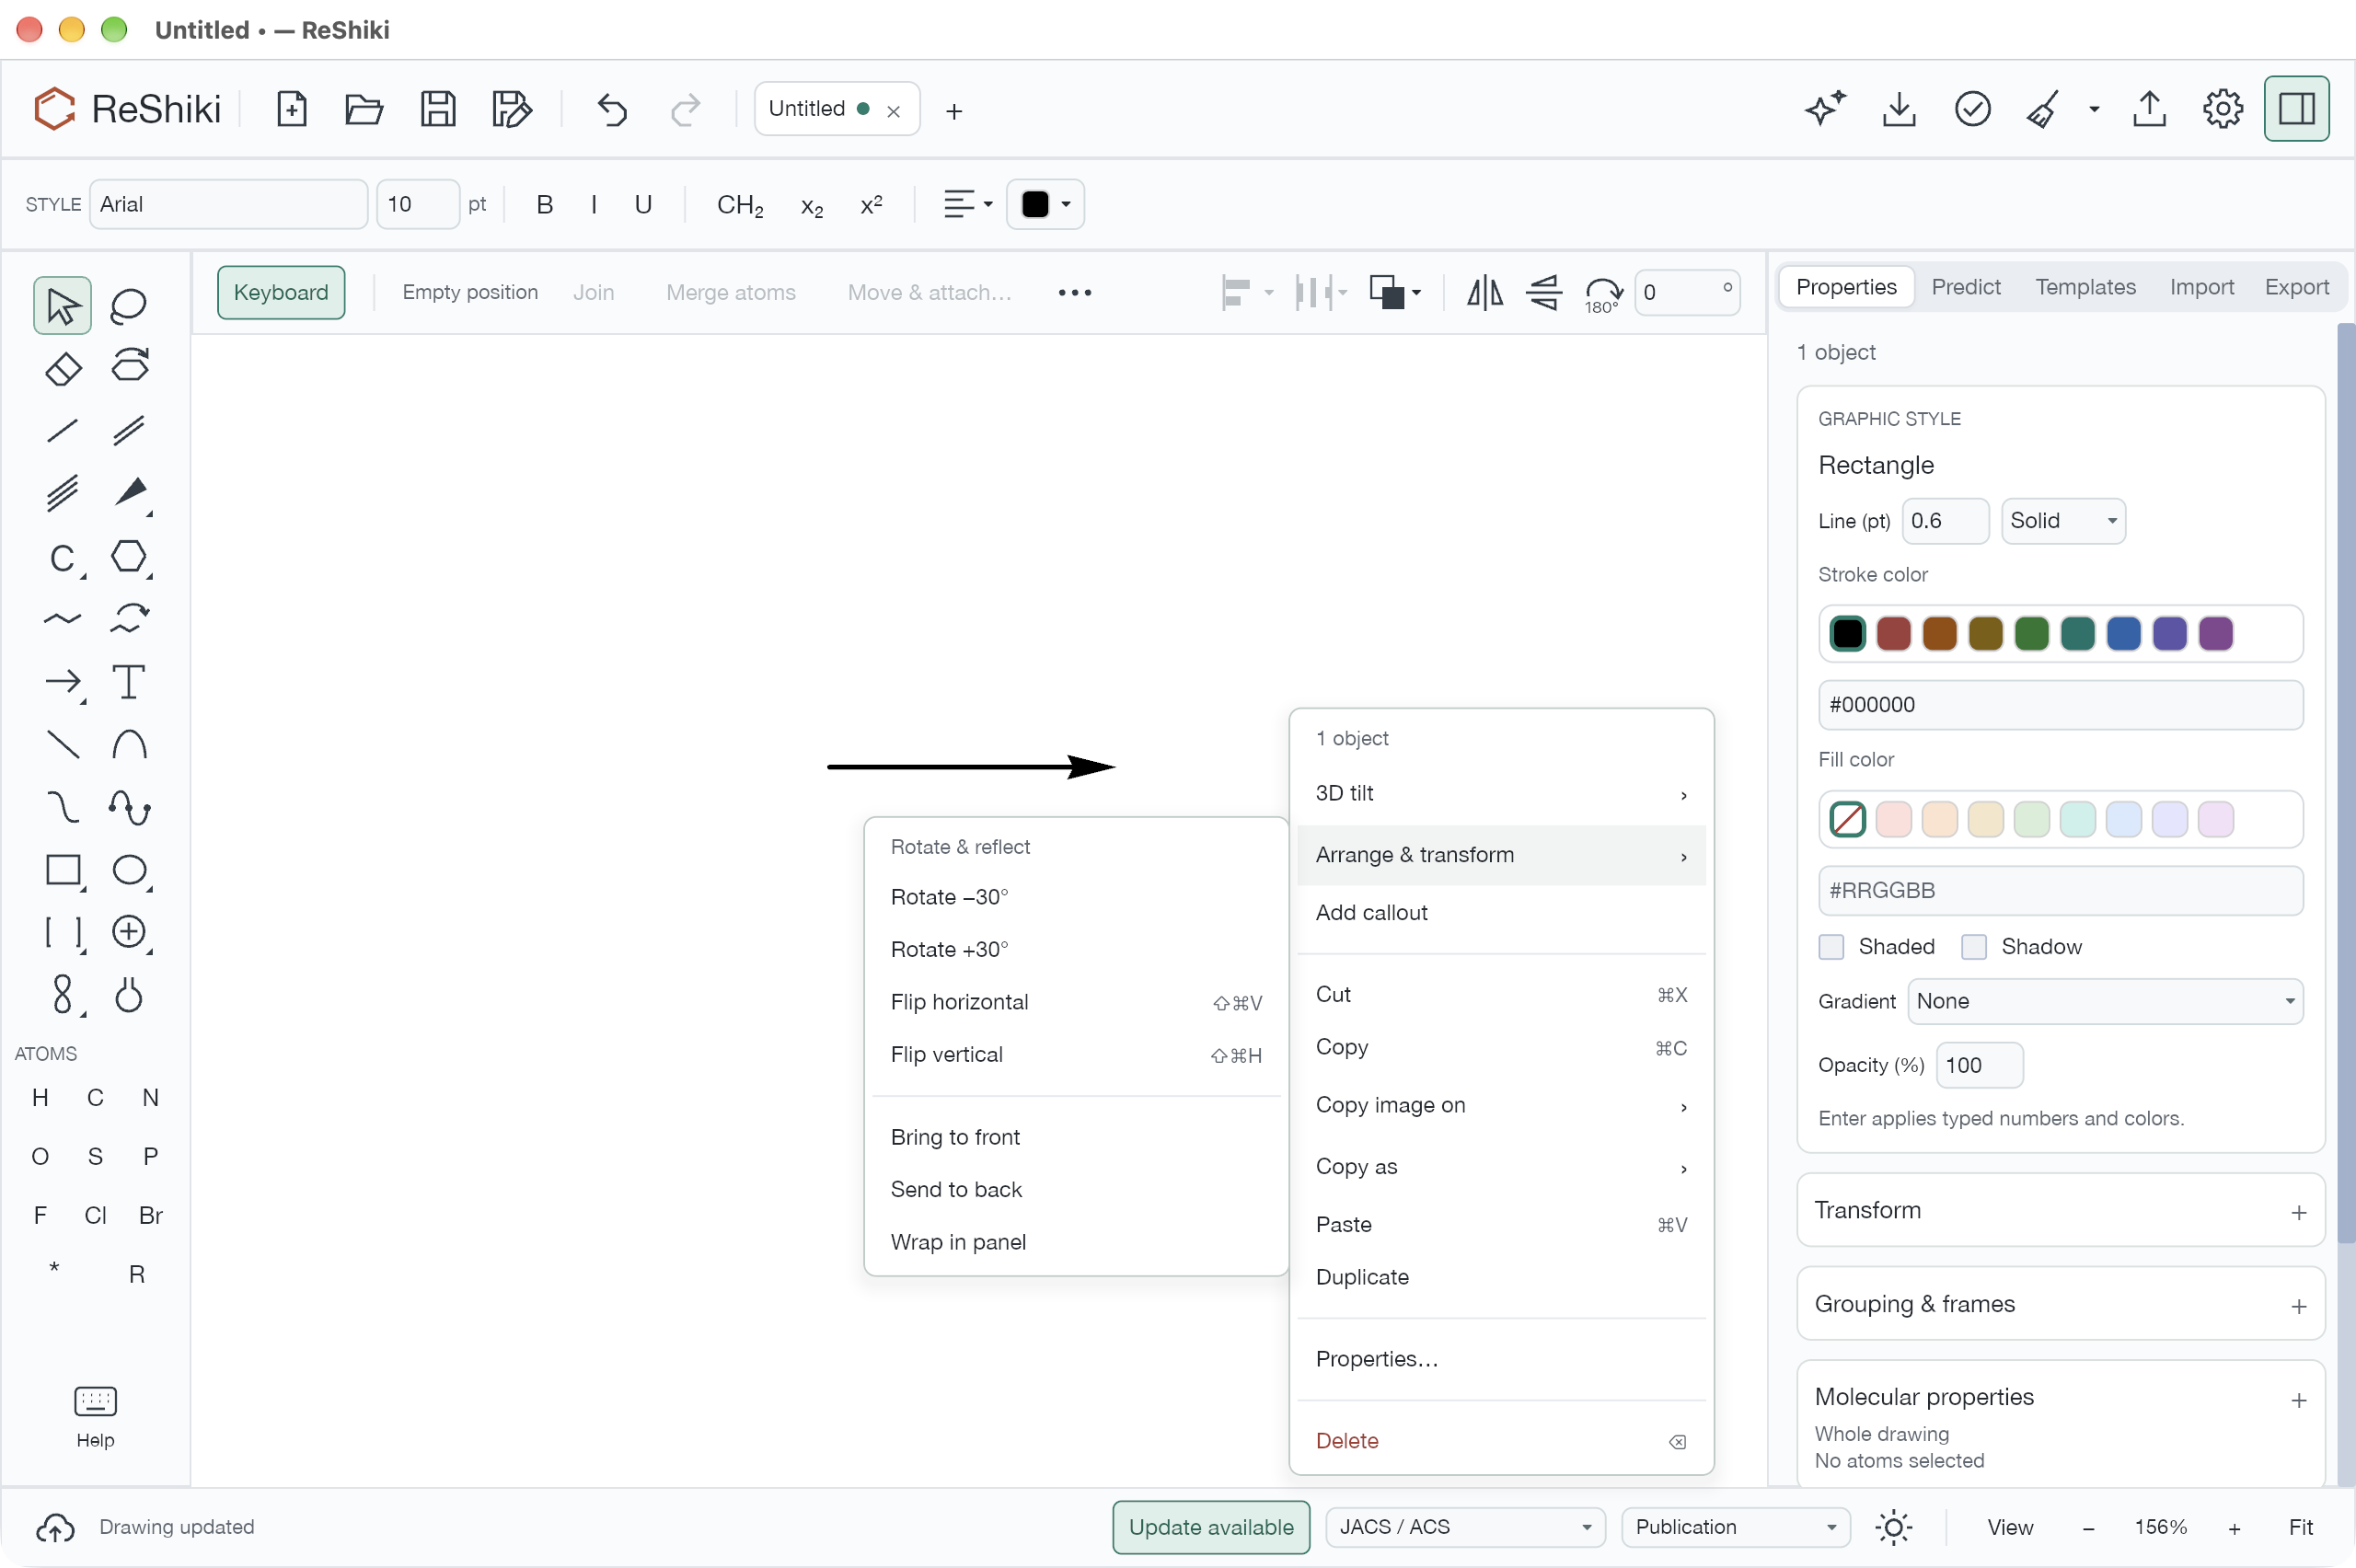 Untitled • — ReShiki
ReShiki
Untitled
STYLE Arial 10 pt B I U CH₂ x₂ x²
Keyboard Empty position Join Merge atoms Move & attach… 180° 0 °
Properties Predict Templates Import Export
1 object
GRAPHIC STYLE
Rectangle
Line (pt) 0.6 Solid
Stroke color
#000000
Fill color
#RRGGBB
Shaded Shadow
Gradient None
Opacity (%) 100
Enter applies typed numbers and colors.
Transform +
Grouping & frames +
Molecular properties +
Whole drawing
No atoms selected
C
T
[ ]
ATOMS
H C N
O S P
F Cl Br
* R
Help
1 object
3D tilt ›
Arrange & transform ›
Add callout
Cut ⌘X
Copy ⌘C
Copy image on ›
Copy as ›
Paste ⌘V
Duplicate
Properties…
Delete ⌫
Rotate & reflect
Rotate –30°
Rotate +30°
Flip horizontal ⇧⌘V
Flip vertical ⇧⌘H
Bring to front
Send to back
Wrap in panel
Drawing updated
Update available JACS / ACS Publication View – 156% + Fit